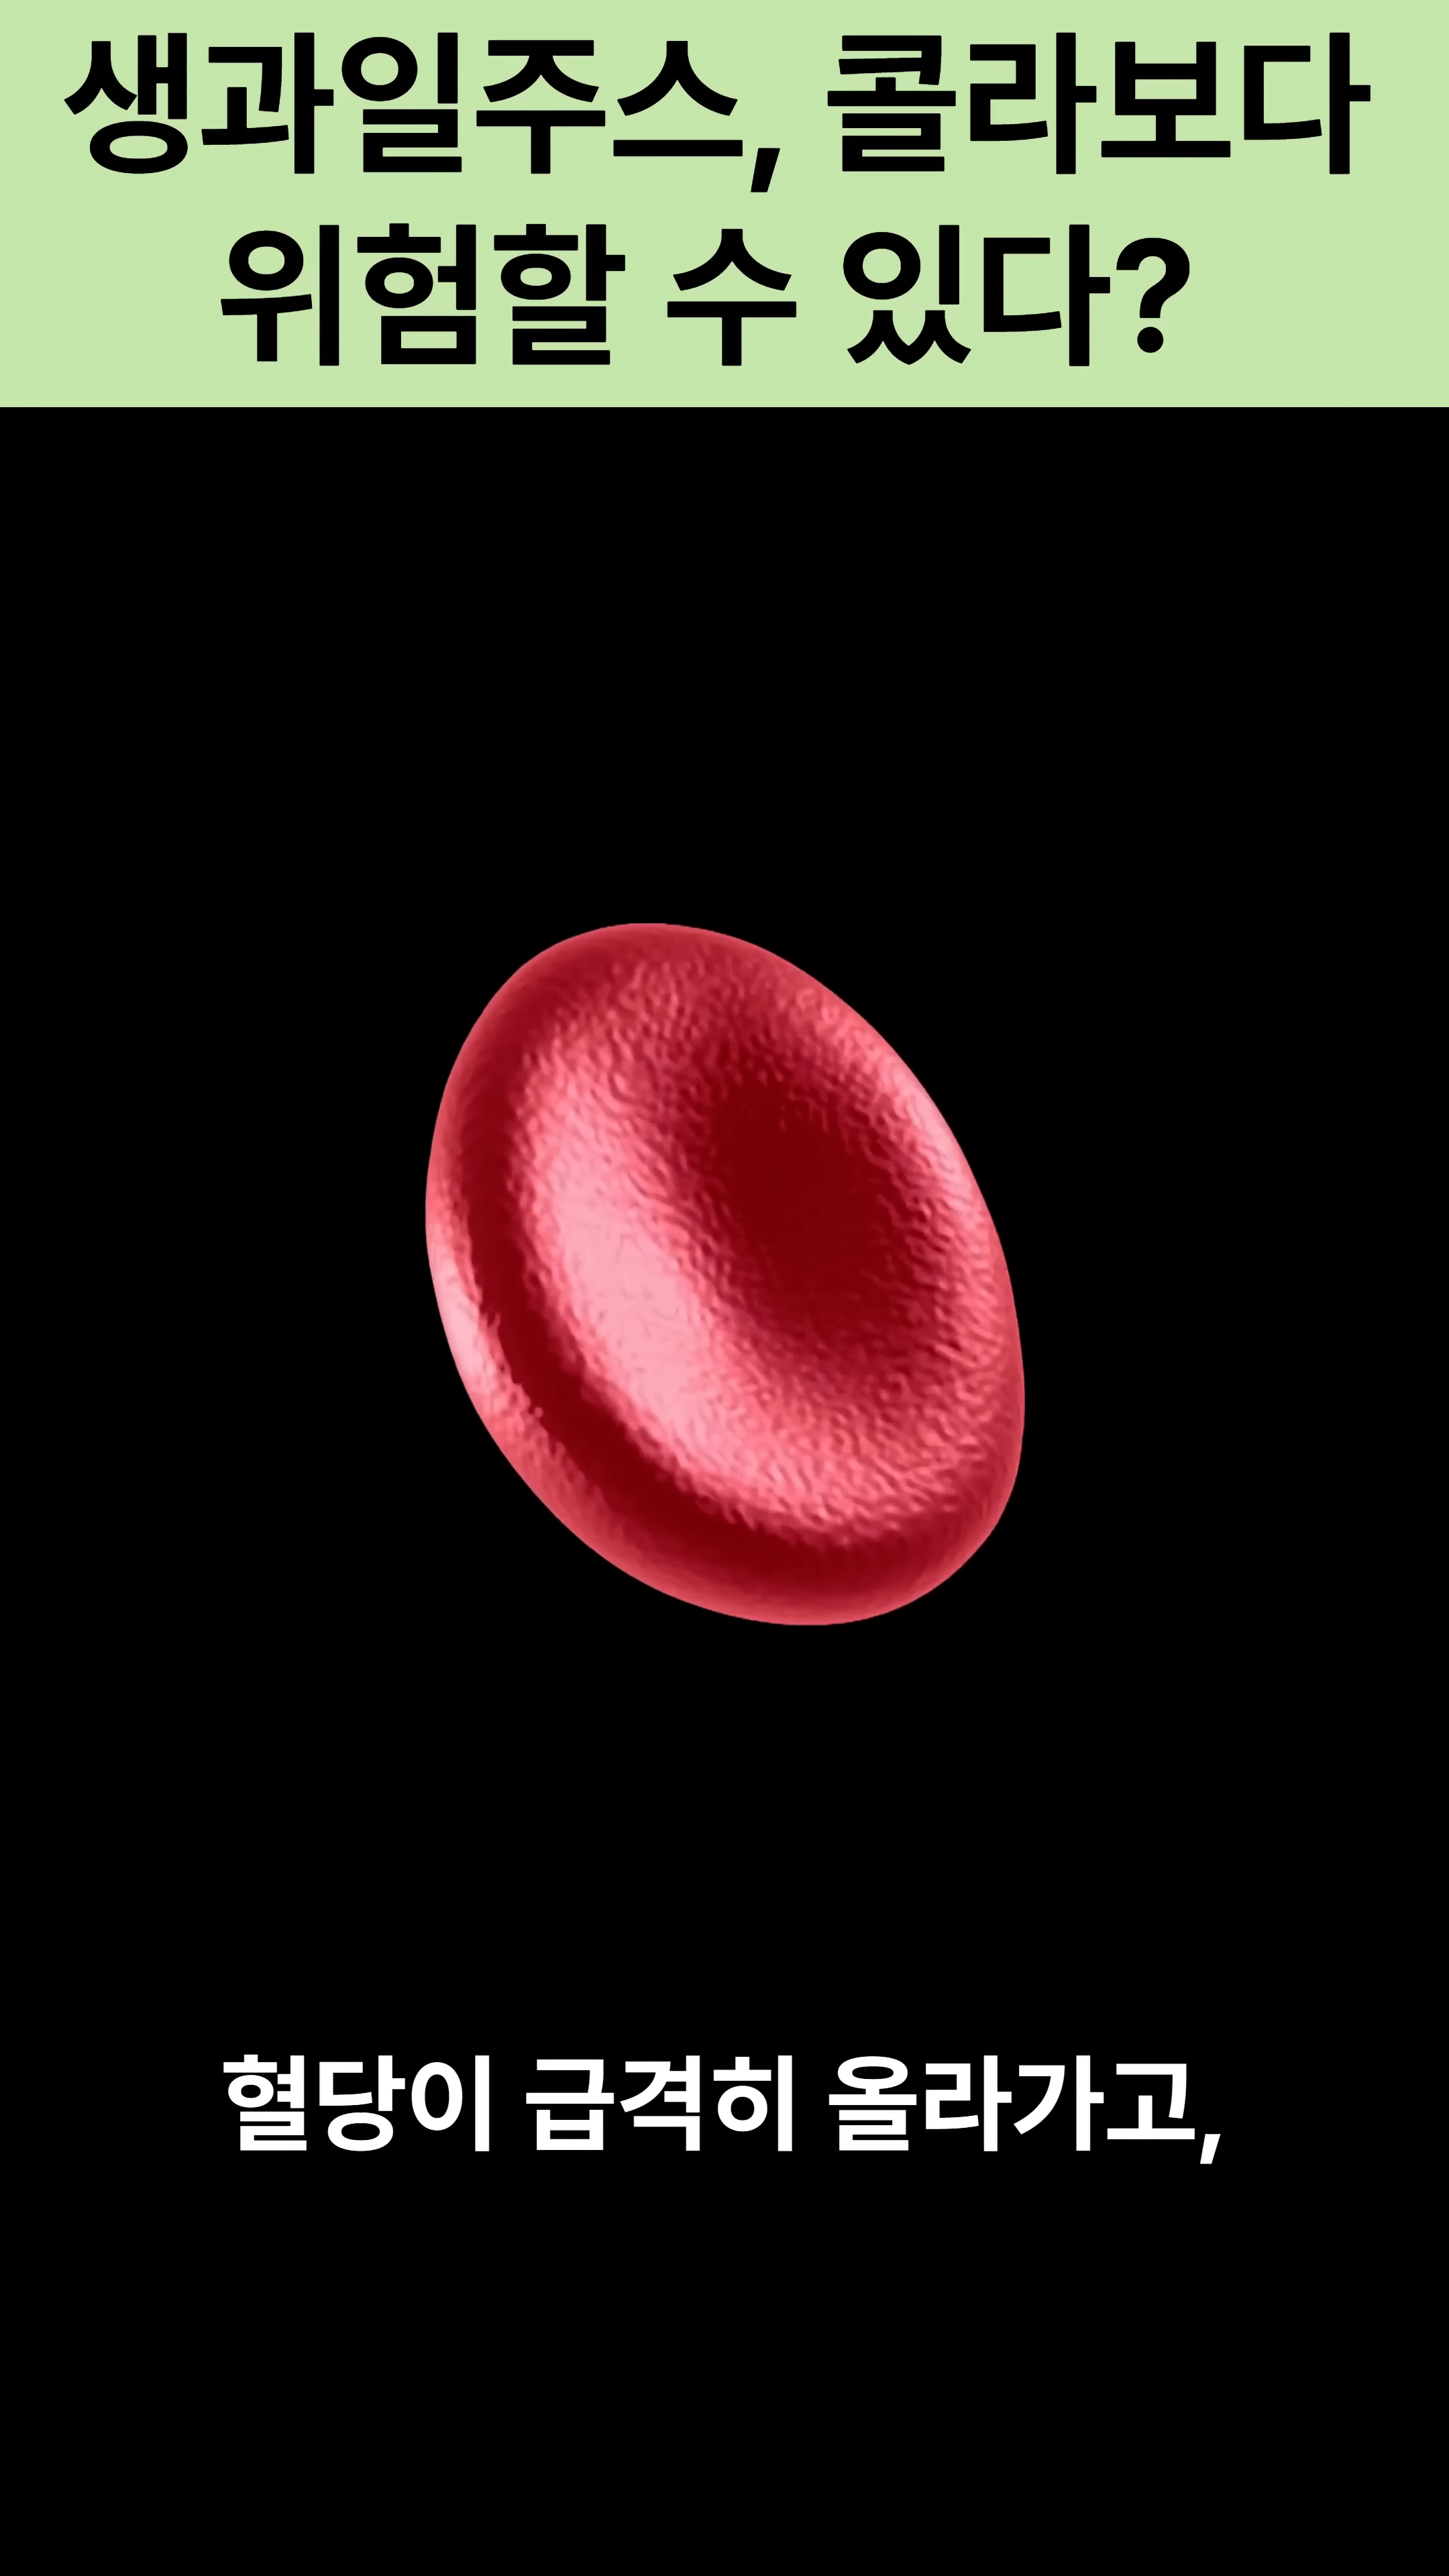 생과일주스, 콜라보다
위험할 수 있다?
혈당이 급격히 올라가고,